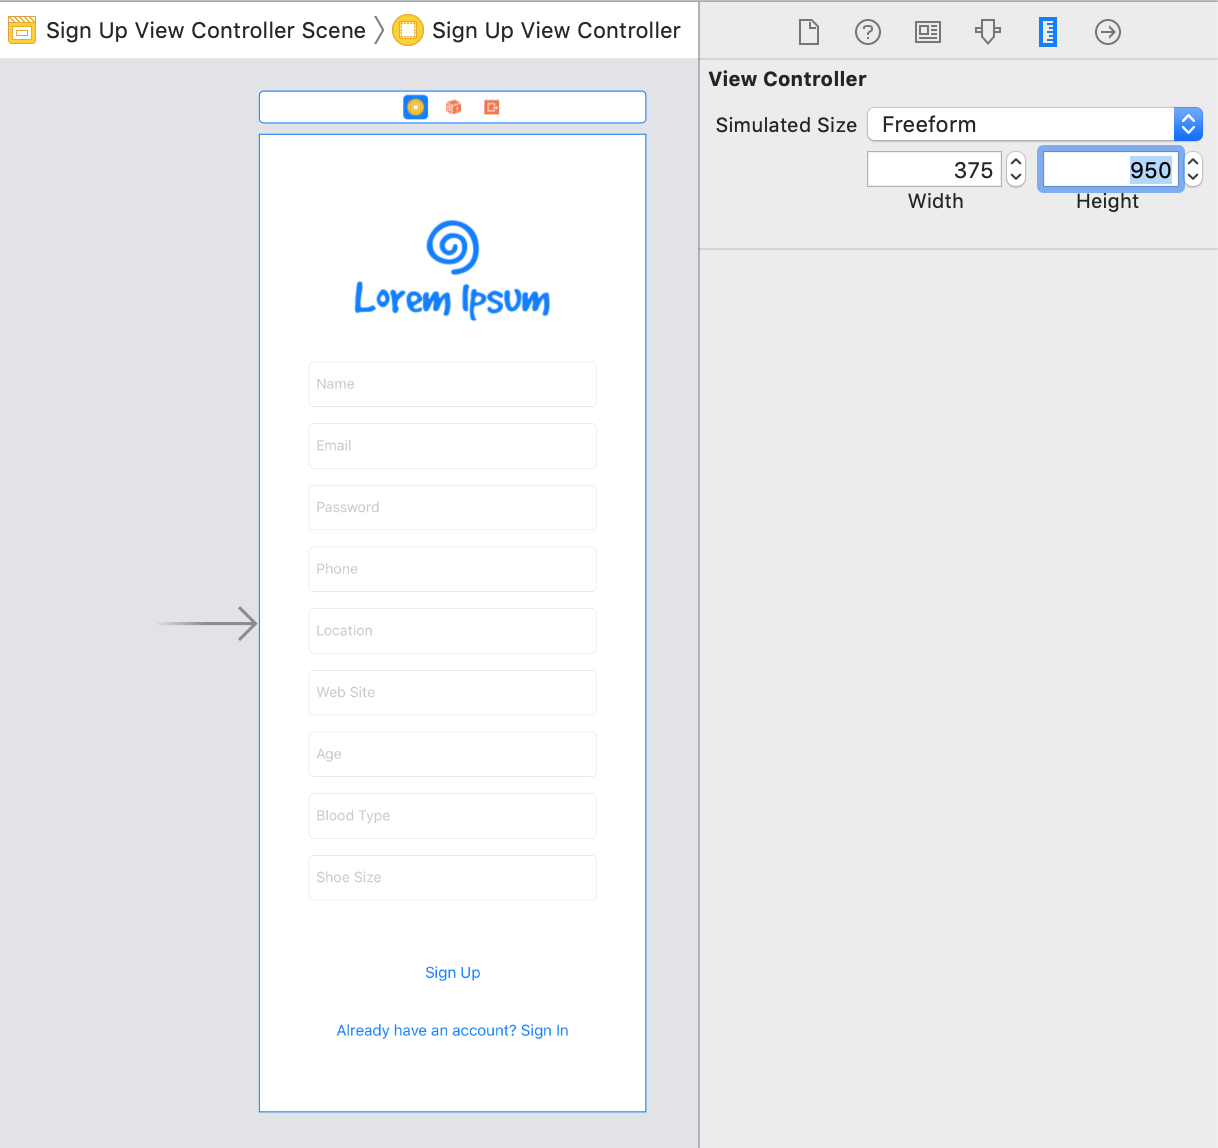 Sign Up View Controller Scene Sign Up View Controller
View Controller
Simulated Size Freeform
375 950
Width Height
Lorem Ipsum
Name
Email
Password
Phone
Location
Web Site
Age
Blood Type
Shoe Size
Sign Up
Already have an account? Sign In